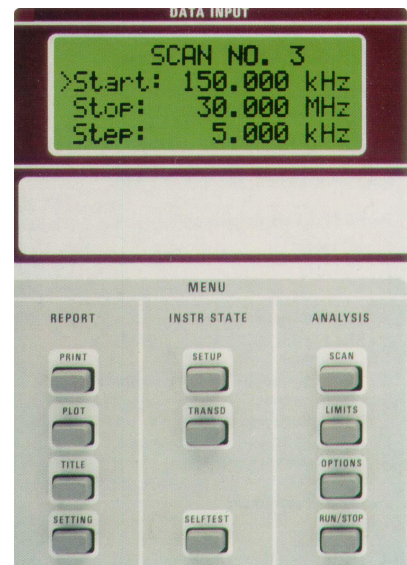 DATA INPUT
SCAN NO. 3
>Start: 150.000 kHz
Stop: 30.000 MHz
Step: 5.000 kHz
MENU
REPORT INSTR STATE ANALYSIS
PRINT SETUP SCAN
PLOT TRANSD LIMITS
TITLE OPTIONS
SETTING SELFTEST RUN/STOP